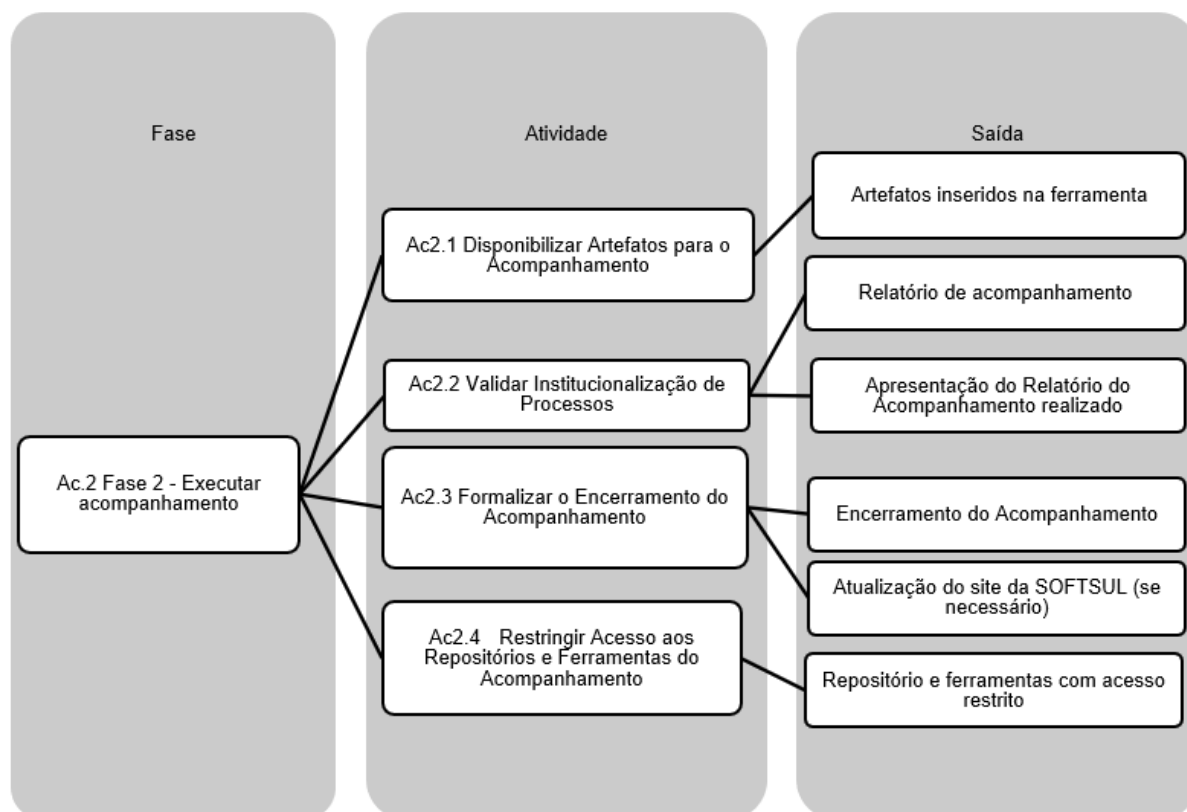 Fase
Atividade
Saída
Artefatos inseridos na ferramenta
Ac2.1 Disponibilizar Artefatos para o
Acompanhamento
Relatório de acompanhamento
Ac2.2 Validar Institucionalização de
Processos
Apresentação do Relatório do
Acompanhamento realizado
Ac.2 Fase 2 - Executar
acompanhamento
Ac2.3 Formalizar o Encerramento do
Acompanhamento
Encerramento do Acompanhamento
Atualização do site da SOFTSUL (se
necessário)
Ac2.4 Restringir Acesso aos
Repositórios e Ferramentas do
Acompanhamento
Repositório e ferramentas com acesso
restrito